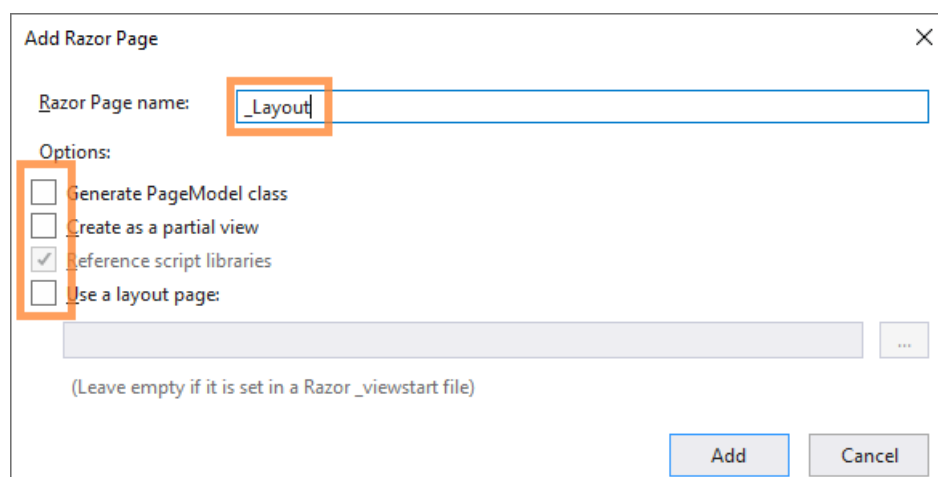 Add Razor Page
Razor Page name: _Layout
Options:
Generate PageModel class
Create as a partial view
Reference script libraries
Use a layout page:
...
(Leave empty if it is set in a Razor _viewstart file)
Add Cancel